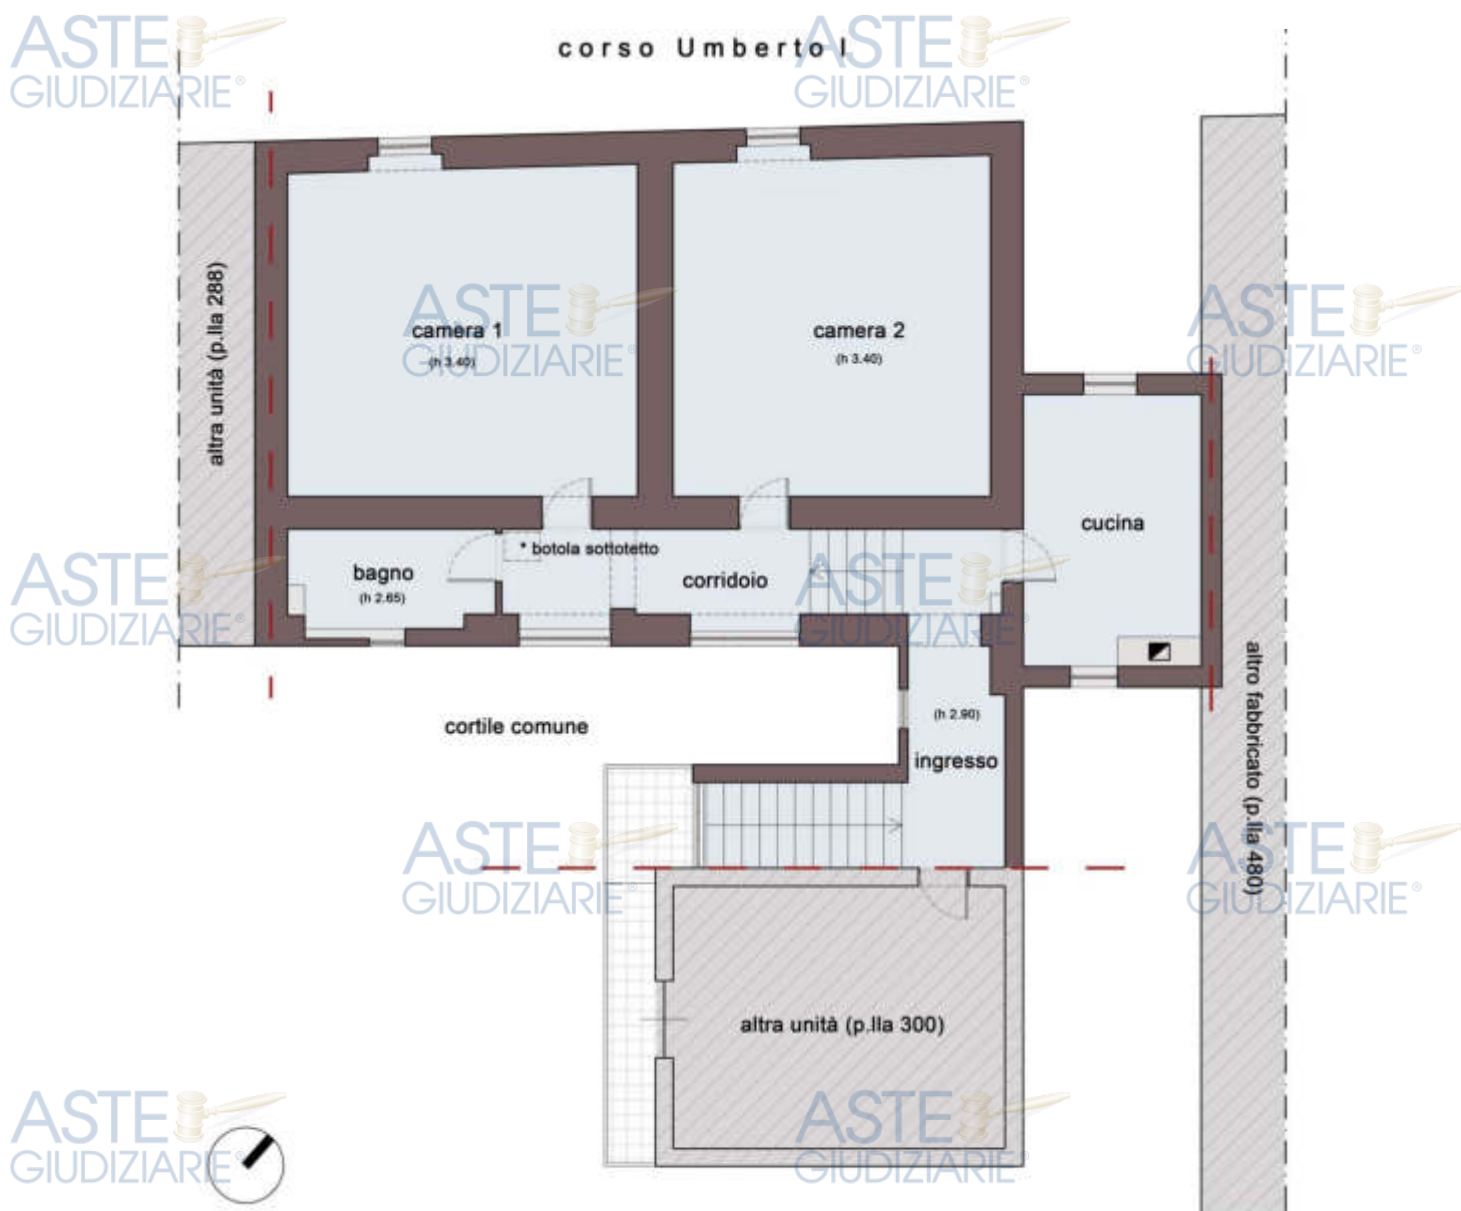 corso Umberto I
ASTE
GIUDIZIARIE®
ASTE
GIUDIZIARIE®
altra unità (p.lla 288)
camera 1
(h 3.40)
camera 2
(h 3.40)
ASTE
GIUDIZIARIE®
ASTE
GIUDIZIARIE®
cucina
* botola sottotetto
bagno
(h 2.65)
corridoio
ASTE
GIUDIZIARIE®
ASTE
GIUDIZIARIE®
cortile comune
(h 2.90)
ingresso
altro fabbricato (p.lla 480)
ASTE
GIUDIZIARIE®
ASTE
GIUDIZIARIE®
altra unità (p.lla 300)
ASTE
GIUDIZIARIE®
ASTE
GIUDIZIARIE®